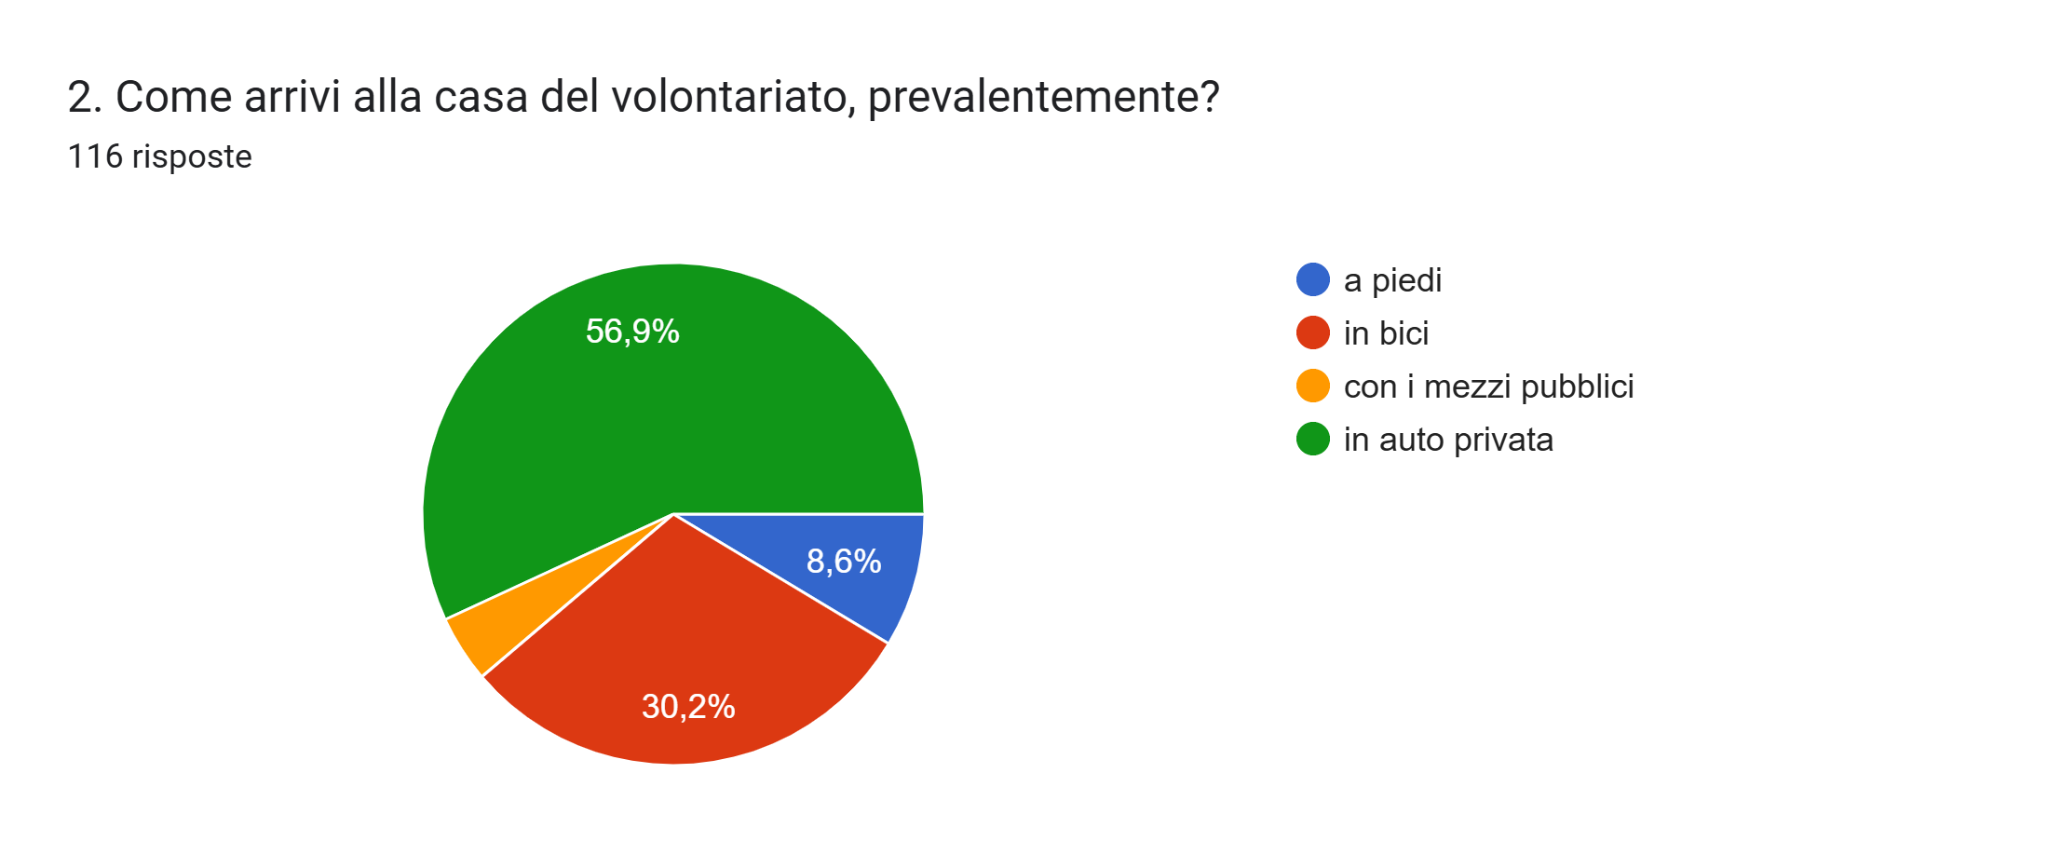 2. Come arrivi alla casa del volontariato, prevalentemente?
116 risposte
56,9%
8,6%
30,2%
a piedi
in bici
con i mezzi pubblici
in auto privata